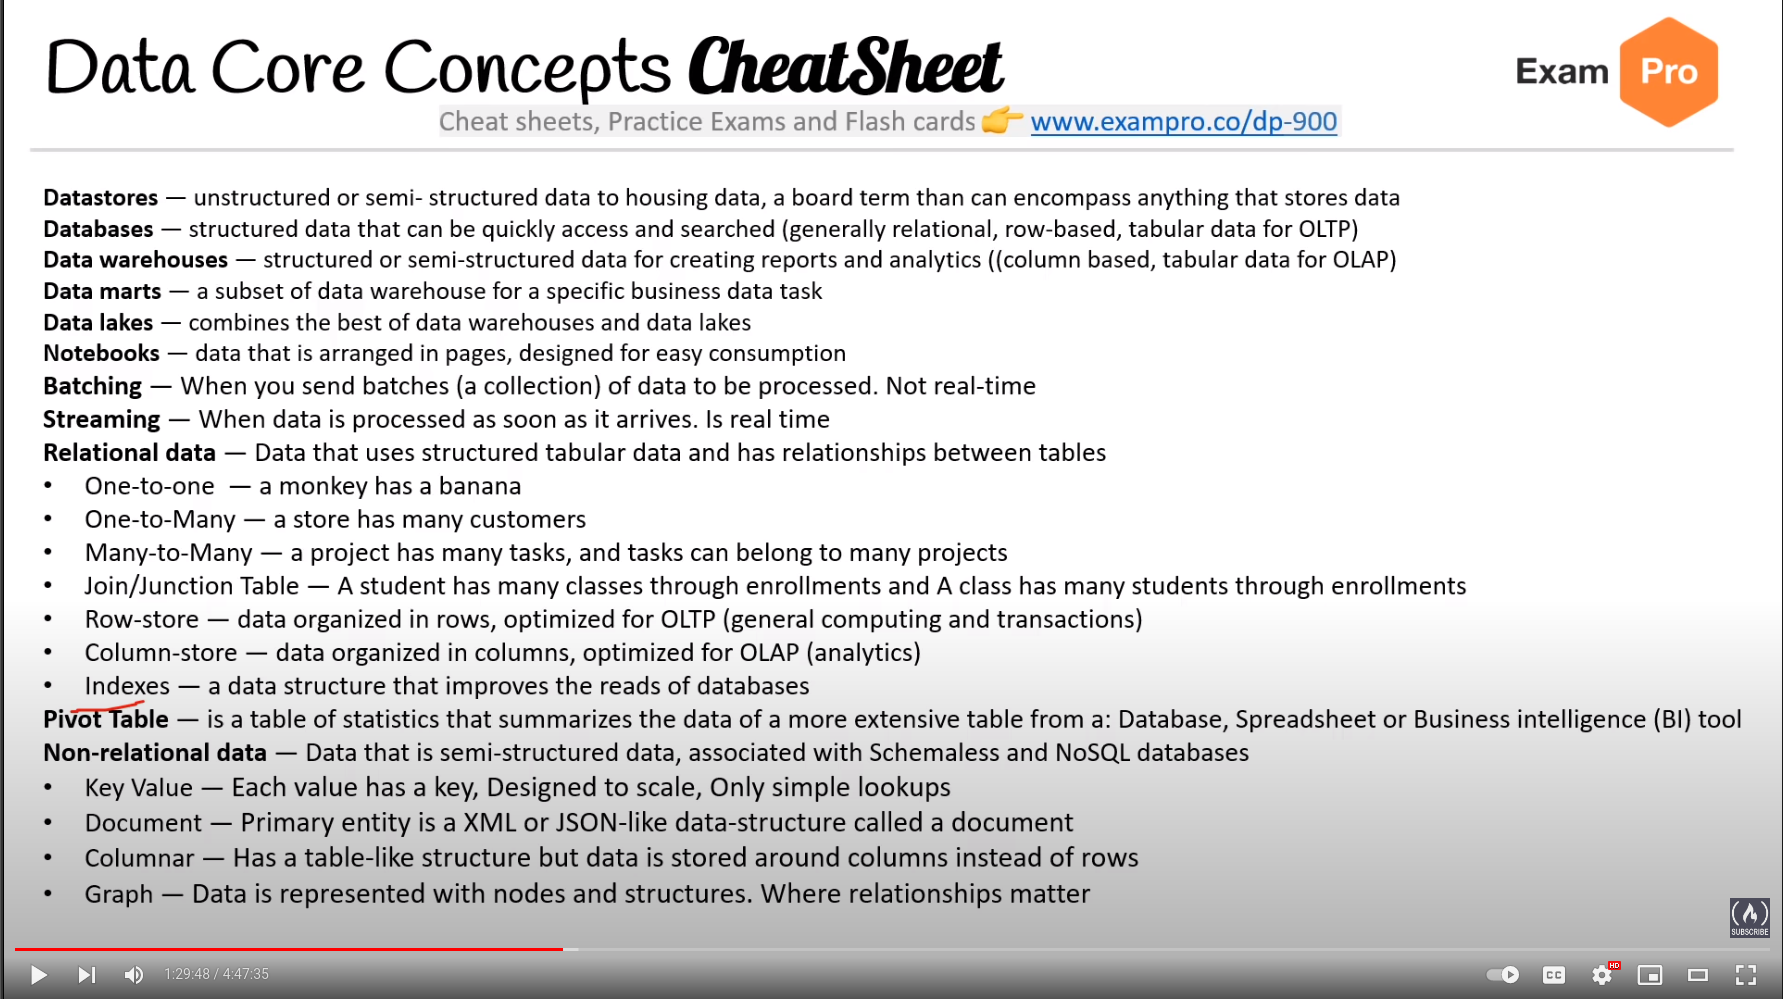 Data Core Concepts CheatSheet
Exam Pro
Cheat sheets, Practice Exams and Flash cards 👉 www.exampro.co/dp-900
Datastores — unstructured or semi- structured data to housing data, a board term than can encompass anything that stores data
Databases — structured data that can be quickly access and searched (generally relational, row-based, tabular data for OLTP)
Data warehouses — structured or semi-structured data for creating reports and analytics ((column based, tabular data for OLAP)
Data marts — a subset of data warehouse for a specific business data task
Data lakes — combines the best of data warehouses and data lakes
Notebooks — data that is arranged in pages, designed for easy consumption
Batching — When you send batches (a collection) of data to be processed. Not real-time
Streaming — When data is processed as soon as it arrives. Is real time
Relational data — Data that uses structured tabular data and has relationships between tables
• One-to-one — a monkey has a banana
• One-to-Many — a store has many customers
• Many-to-Many — a project has many tasks, and tasks can belong to many projects
• Join/Junction Table — A student has many classes through enrollments and A class has many students through enrollments
• Row-store — data organized in rows, optimized for OLTP (general computing and transactions)
• Column-store — data organized in columns, optimized for OLAP (analytics)
• Indexes — a data structure that improves the reads of databases
Pivot Table — is a table of statistics that summarizes the data of a more extensive table from a: Database, Spreadsheet or Business intelligence (BI) tool
Non-relational data — Data that is semi-structured data, associated with Schemaless and NoSQL databases
• Key Value — Each value has a key, Designed to scale, Only simple lookups
• Document — Primary entity is a XML or JSON-like data-structure called a document
• Columnar — Has a table-like structure but data is stored around columns instead of rows
• Graph — Data is represented with nodes and structures. Where relationships matter
SUBSCRIBE
1:29:48 / 4:47:35
CC
HD